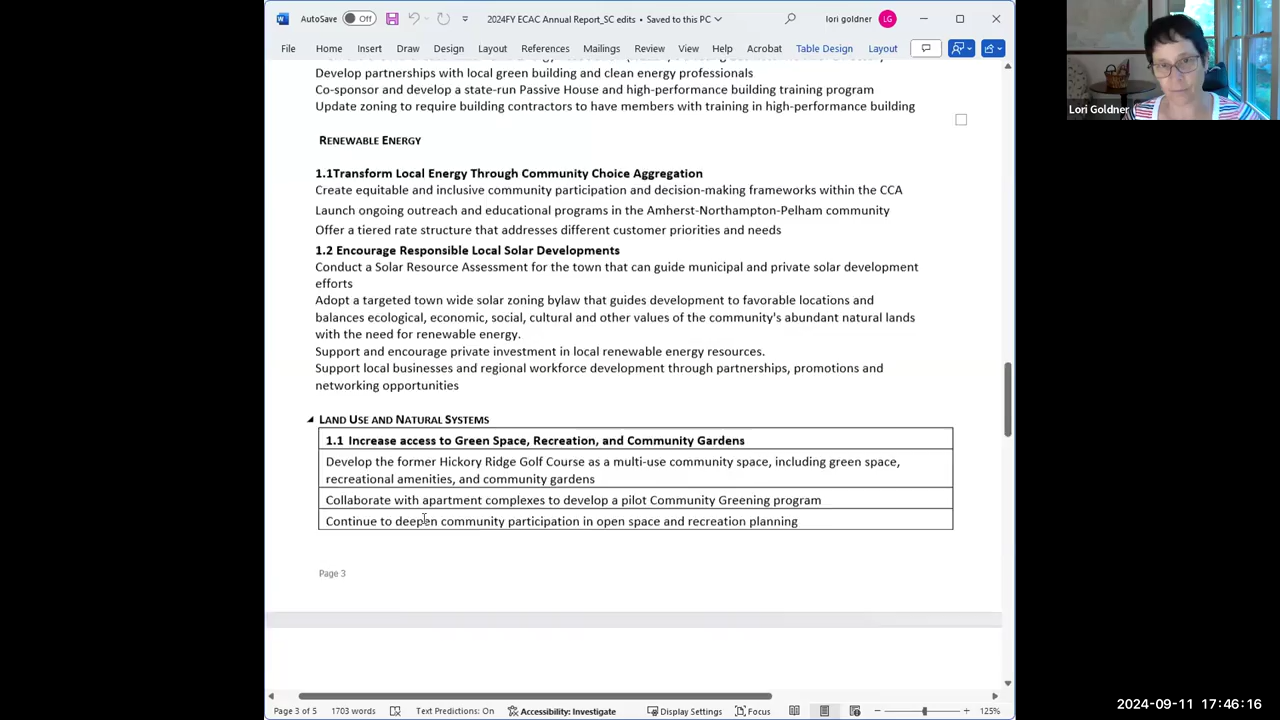 AutoSave Off
2024FY ECAC Annual Report_SC edits • Saved to this PC
lori goldner LG
File Home Insert Draw Design Layout References Mailings Review View Help Acrobat Table Design Layout
Develop partnerships with local green building and clean energy professionals
Co-sponsor and develop a state-run Passive House and high-performance building training program
Update zoning to require building contractors to have members with training in high-performance building
RENEWABLE ENERGY
1.1Transform Local Energy Through Community Choice Aggregation
Create equitable and inclusive community participation and decision-making frameworks within the CCA
Launch ongoing outreach and educational programs in the Amherst-Northampton-Pelham community
Offer a tiered rate structure that addresses different customer priorities and needs
1.2 Encourage Responsible Local Solar Developments
Conduct a Solar Resource Assessment for the town that can guide municipal and private solar development
efforts
Adopt a targeted town wide solar zoning bylaw that guides development to favorable locations and
balances ecological, economic, social, cultural and other values of the community's abundant natural lands
with the need for renewable energy.
Support and encourage private investment in local renewable energy resources.
Support local businesses and regional workforce development through partnerships, promotions and
networking opportunities
LAND USE AND NATURAL SYSTEMS
1.1 Increase access to Green Space, Recreation, and Community Gardens
Develop the former Hickory Ridge Golf Course as a multi-use community space, including green space,
recreational amenities, and community gardens
Collaborate with apartment complexes to develop a pilot Community Greening program
Continue to deepen community participation in open space and recreation planning
Page 3
Page 3 of 5 1703 words Text Predictions: On Accessibility: Investigate Display Settings Focus 125%
Lori Goldner
2024-09-11 17:46:16